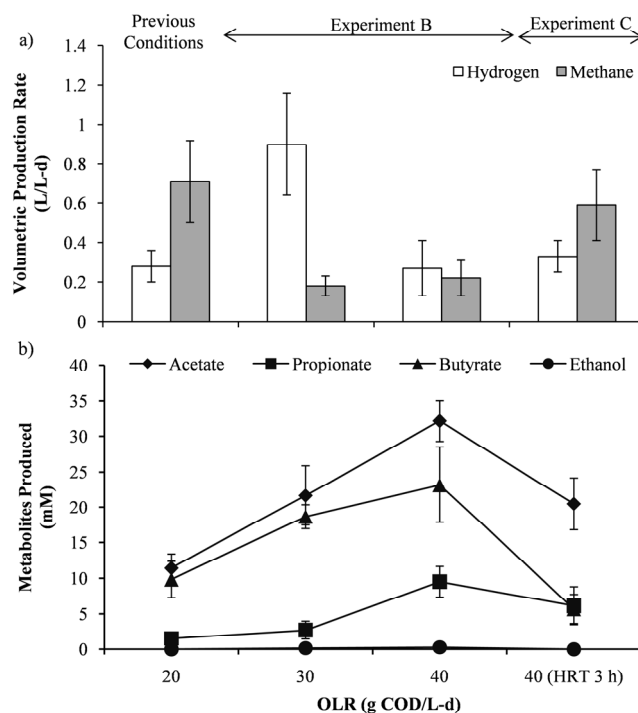 a)
Previous Conditions
Experiment B
Experiment C
Hydrogen
Methane
Volumetric Production Rate
(L/L-d)
1.4
1.2
1
0.8
0.6
0.4
0.2
0
b)
Acetate
Propionate
Butyrate
Ethanol
Metabolites Produced
(mM)
40
35
30
25
20
15
10
5
0
20
30
40
40 (HRT 3 h)
OLR (g COD/L-d)